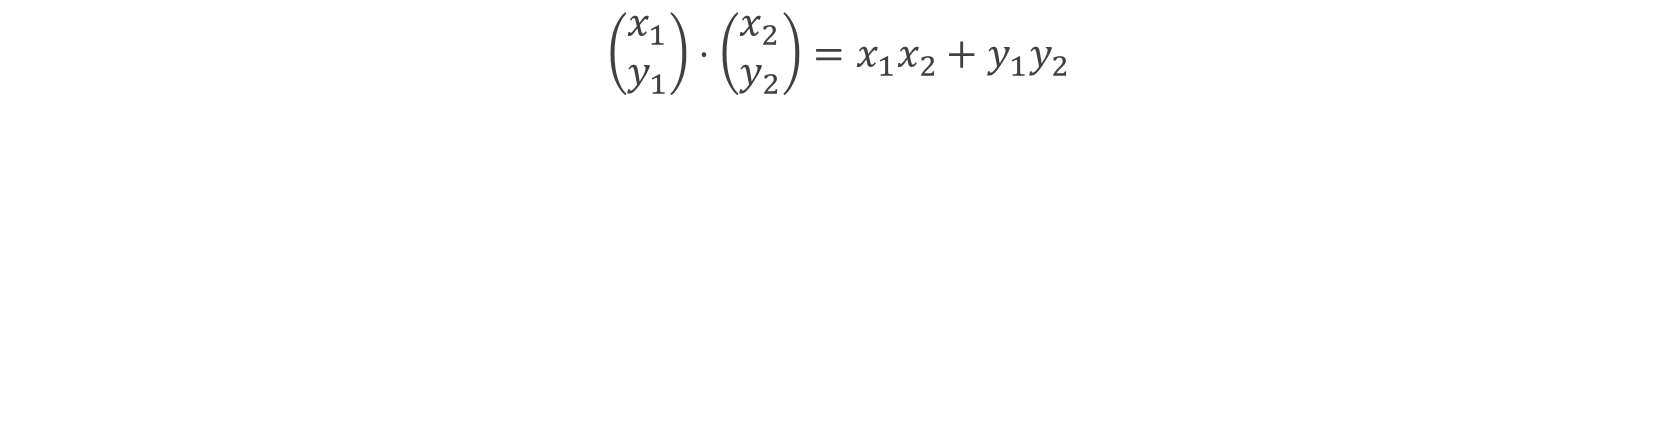 (x₁ y₁) · (x₂ y₂) = x₁x₂ + y₁y₂